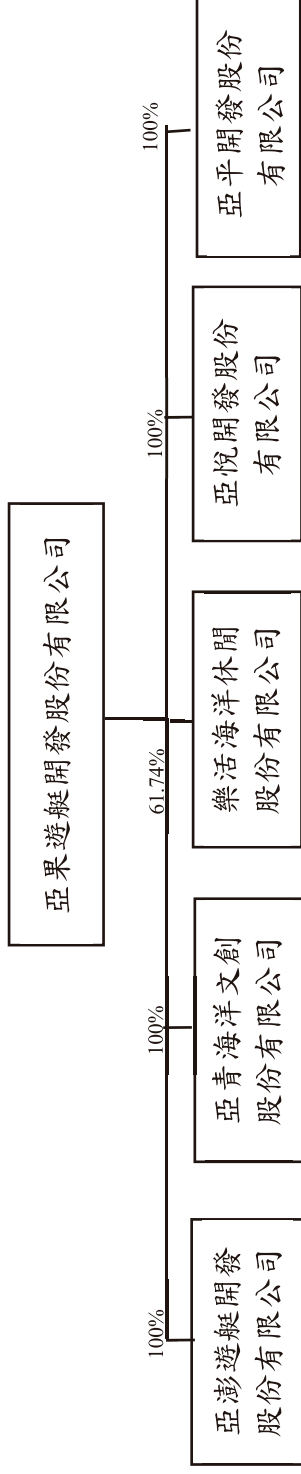 亞果遊艇開發股份有限公司
100%
100%
61.74%
100%
100%
亞澎遊艇開發
股份有限公司
亞青海洋文創
股份有限公司
樂活海洋休閒
股份有限公司
亞悅開發股份
有限公司
亞平開發股份
有限公司